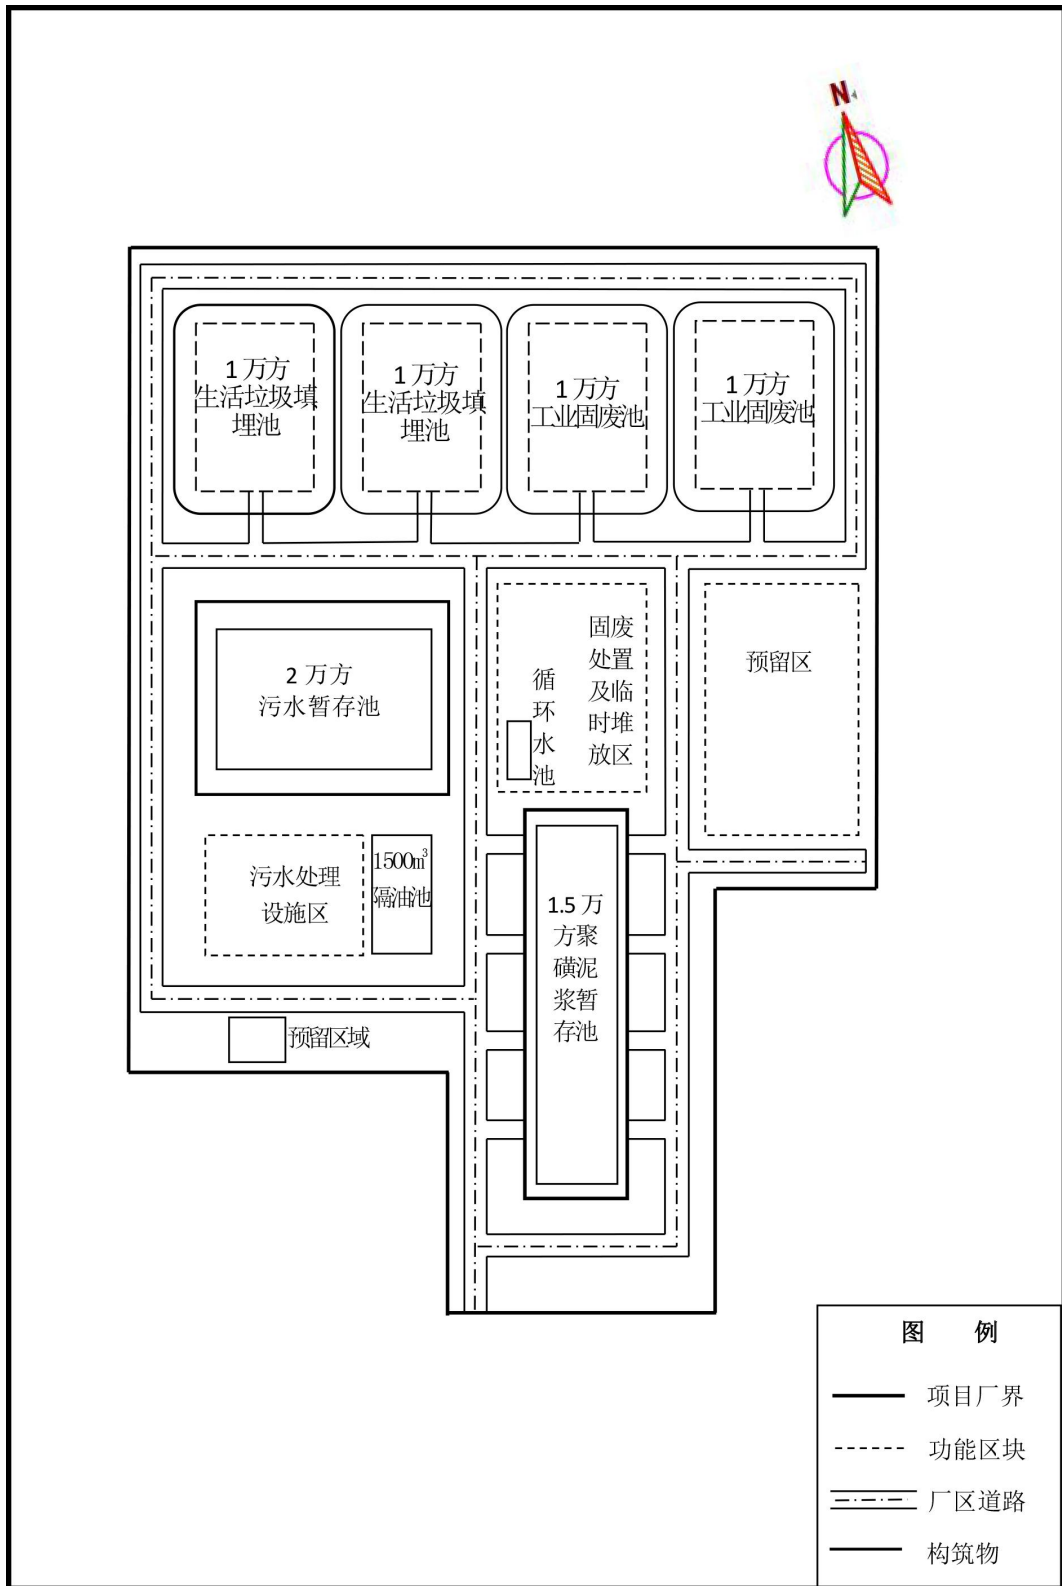 N
1 万方
生活垃圾填
埋池
1 万方
生活垃圾填
埋池
1 万方
工业固废池
1 万方
工业固废池
2 万方
污水暂存池
循
环
水
池
固废
处置
及临
时堆
放区
预留区
污水处理
设施区
1500m³
隔油池
1.5 万
方聚
磺泥
浆暂
存池
预留区域
图 例
项目厂界
功能区块
厂区道路
构筑物